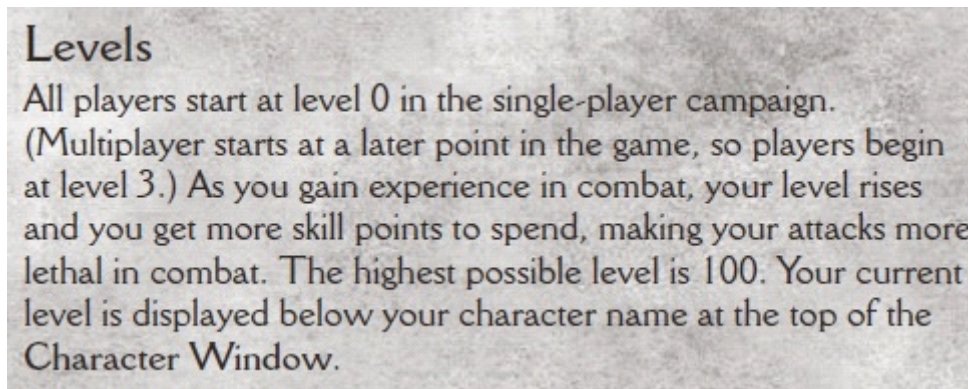 Levels
All players start at level 0 in the single-player campaign.
(Multiplayer starts at a later point in the game, so players begin
at level 3.) As you gain experience in combat, your level rises
and you get more skill points to spend, making your attacks more
lethal in combat. The highest possible level is 100. Your current
level is displayed below your character name at the top of the
Character Window.